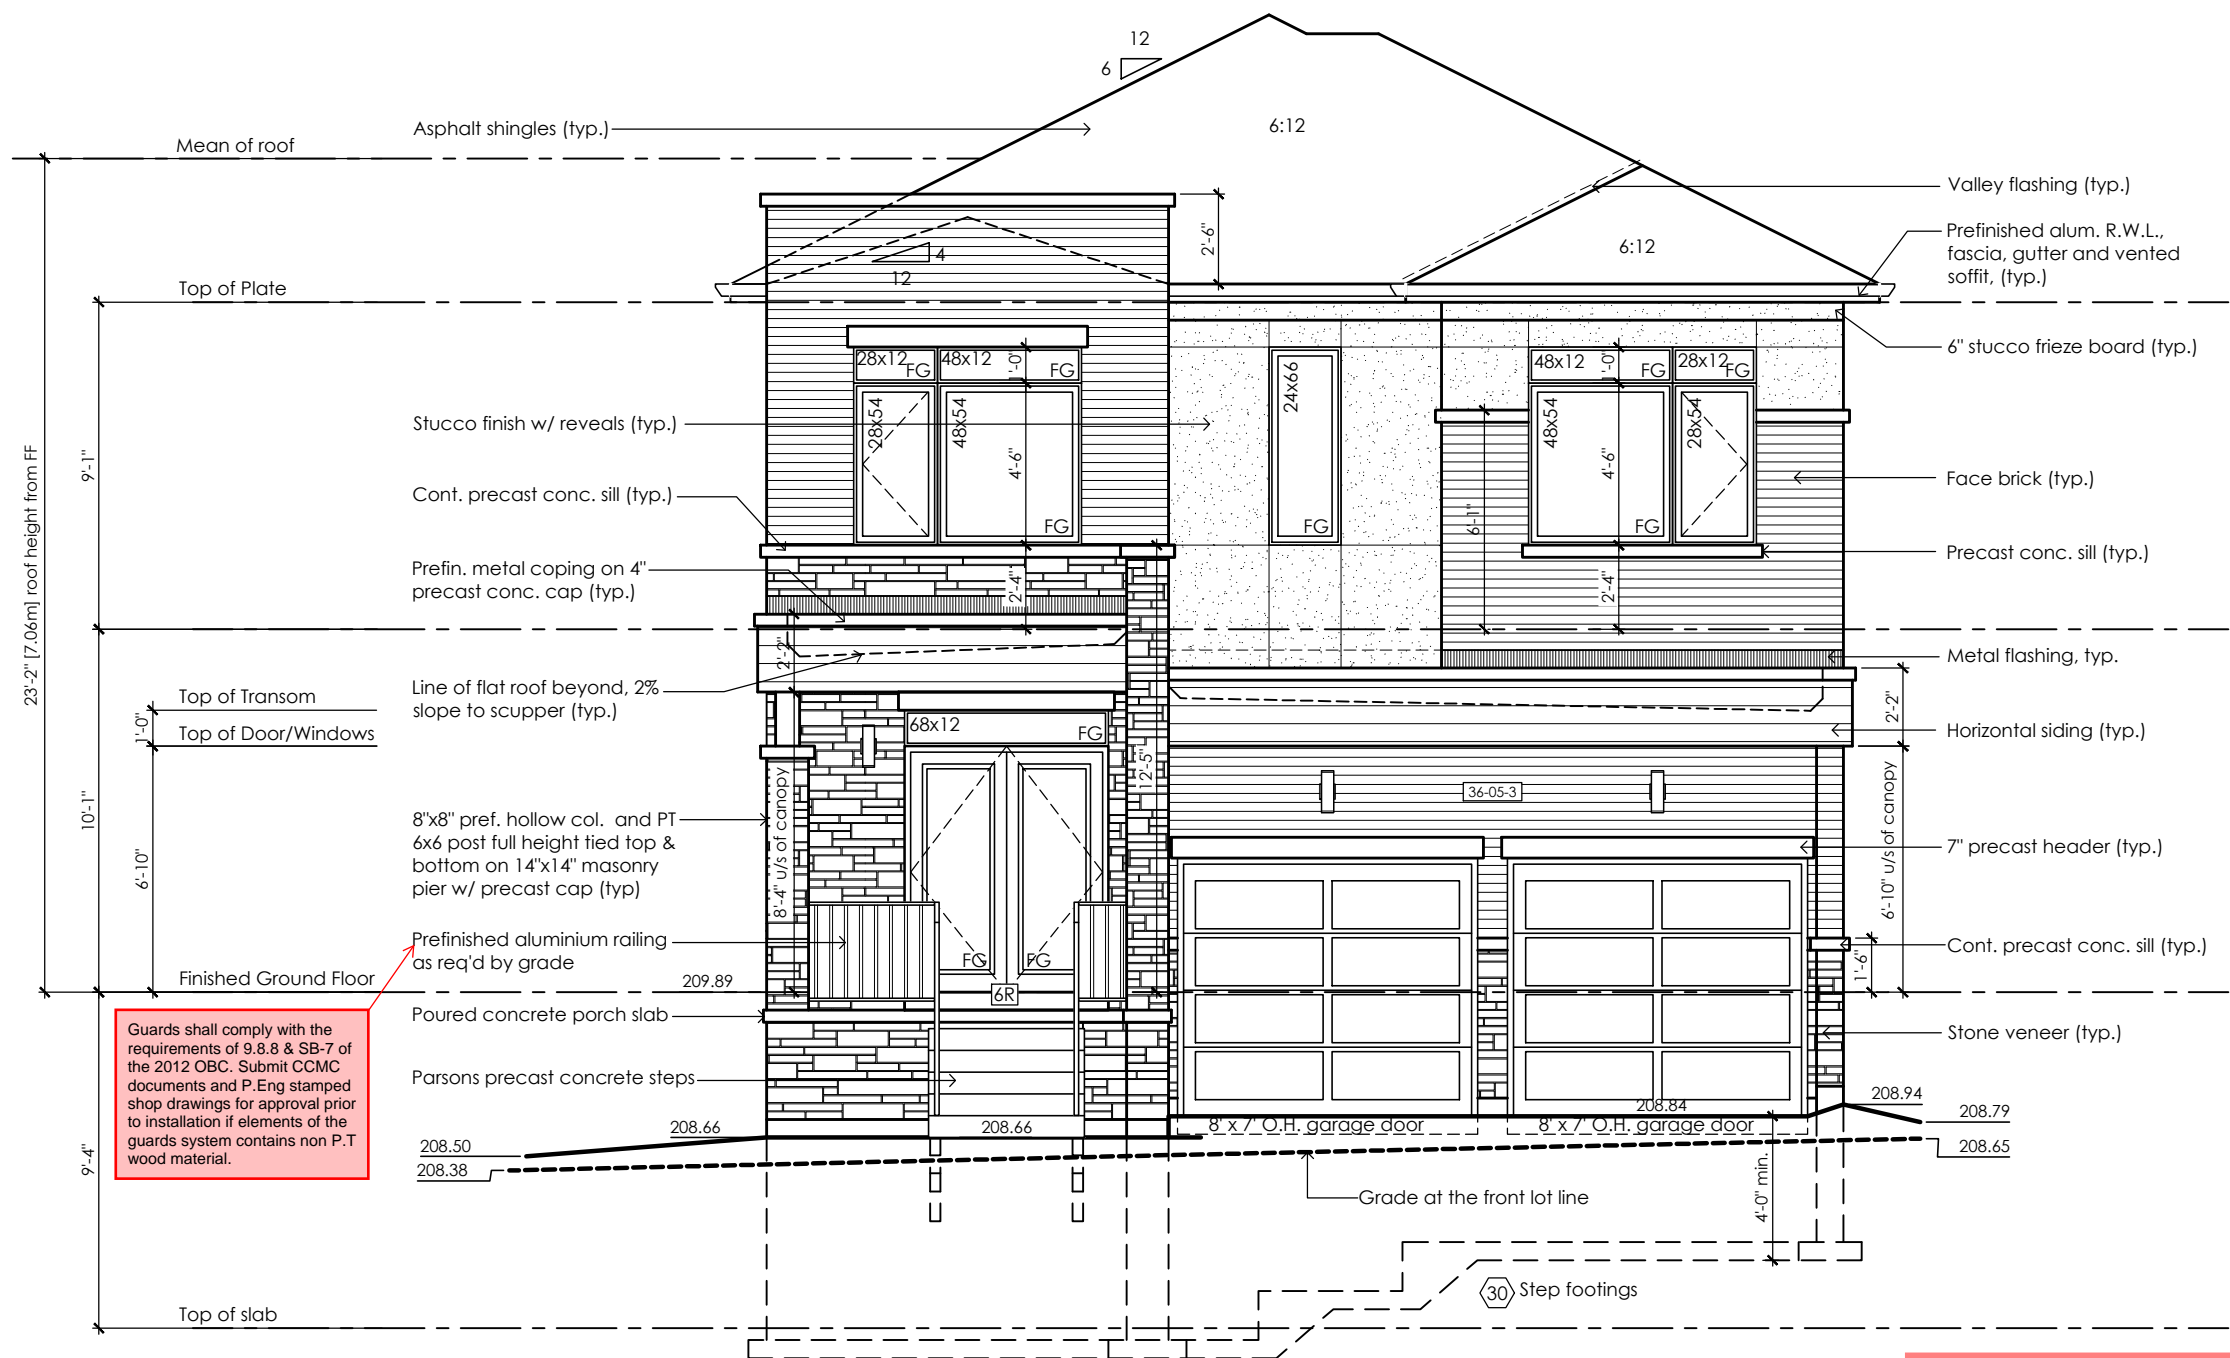 12
6
Asphalt shingles (typ.)
6:12
Mean of roof
Valley flashing (typ.)
Prefinished alum. R.W.L.,
fascia, gutter and vented
soffit, (typ.)
2'-6"
6:12
4
12
Top of Plate
6" stucco frieze board (typ.)
28x12
FG
48x12
FG
1'-0"
24x66
FG
48x12
FG
1'-0"
28x12
FG
Stucco finish w/ reveals (typ.)
28x54
48x54
4'-6"
FG
48x54
4'-6"
FG
28x54
6'-1"
Face brick (typ.)
9'-1"
Cont. precast conc. sill (typ.)
Precast conc. sill (typ.)
23'-2" [7.06m] roof height from FF
Prefin. metal coping on 4"
precast conc. cap (typ.)
2'-4"
2'-4"
2'-2"
Metal flashing, typ.
Line of flat roof beyond, 2%
slope to scupper (typ.)
Top of Transom
1'-0"
Top of Door/Windows
68x12
FG
2'-2"
Horizontal siding (typ.)
12'-5"
36-05-3
10'-1"
6'-10"
8"x8" pref. hollow col. and PT
6x6 post full height tied top &
bottom on 14"x14" masonry
pier w/ precast cap (typ)
8'-4" u/s of canopy
7" precast header (typ.)
6'-10" u/s of canopy
Prefinished aluminium railing
as req'd by grade
FG
FG
Cont. precast conc. sill (typ.)
1'-6"
Finished Ground Floor
209.89
6R
Poured concrete porch slab
Stone veneer (typ.)
Guards shall comply with the
requirements of 9.8.8 & SB-7 of
the 2012 OBC. Submit CCMC
documents and P.Eng stamped
shop drawings for approval prior
to installation if elements of the
guards system contains non P.T
wood material.
Parsons precast concrete steps
208.94
208.84
208.79
8' x 7' O.H. garage door
8' x 7' O.H. garage door
208.66
208.66
208.50
208.38
208.65
9'-4"
4'-0" min.
Grade at the front lot line
30
Step footings
Top of slab